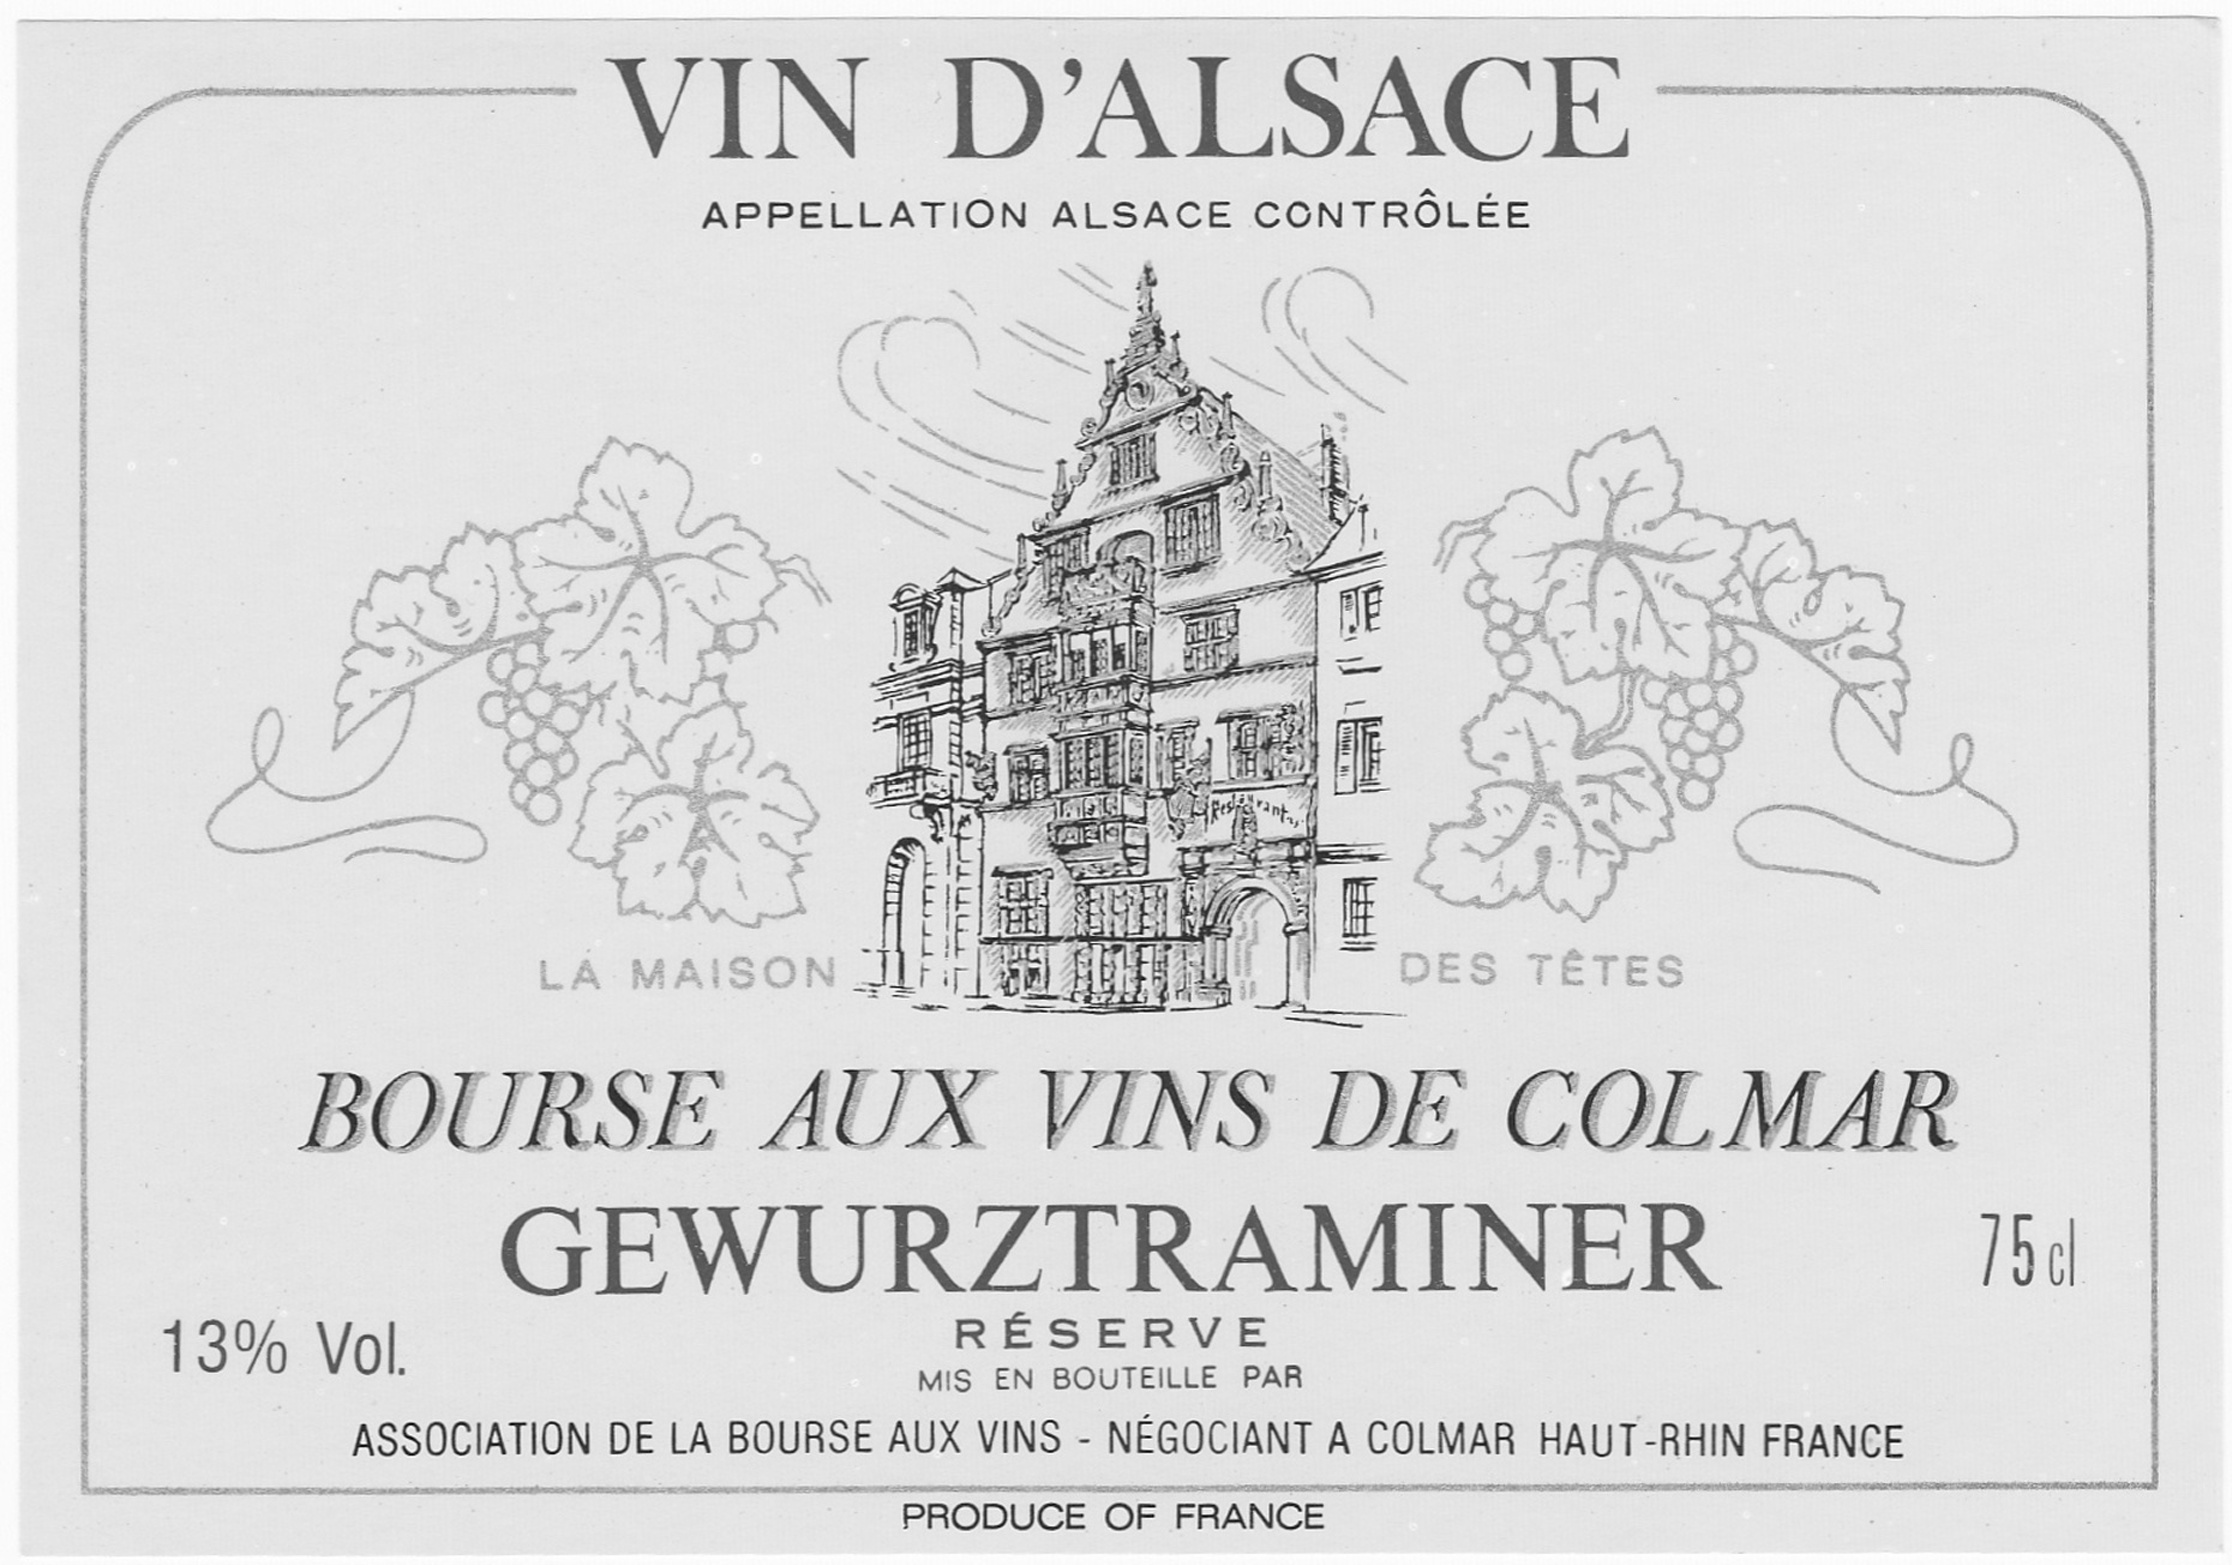 VIN D'ALSACE
APPELLATION ALSACE CONTRÔLÉE
Restaurant
LA MAISON DES TÊTES
BOURSE AUX VINS DE COLMAR
GEWURZTRAMINER
75 cl
RÉSERVE
13% Vol.
MIS EN BOUTEILLE PAR
ASSOCIATION DE LA BOURSE AUX VINS - NÉGOCIANT A COLMAR HAUT-RHIN FRANCE
PRODUCE OF FRANCE